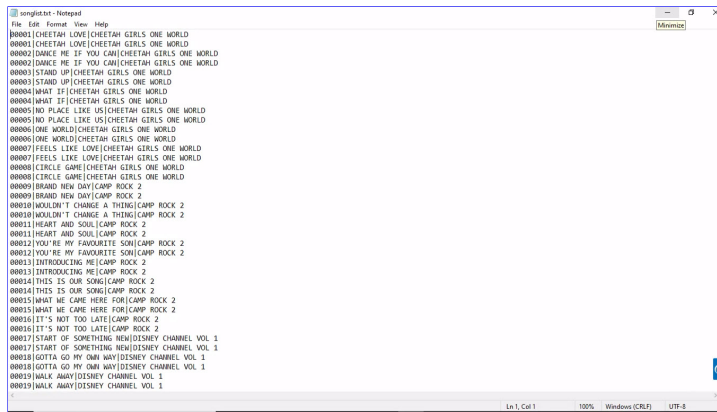 songlist.txt - Notepad
File Edit Format View Help
Minimize
00001|CHEETAH LOVE|CHEETAH GIRLS ONE WORLD
00001|CHEETAH LOVE|CHEETAH GIRLS ONE WORLD
00002|DANCE ME IF YOU CAN|CHEETAH GIRLS ONE WORLD
00002|DANCE ME IF YOU CAN|CHEETAH GIRLS ONE WORLD
00003|STAND UP|CHEETAH GIRLS ONE WORLD
00003|STAND UP|CHEETAH GIRLS ONE WORLD
00004|WHAT IF|CHEETAH GIRLS ONE WORLD
00004|WHAT IF|CHEETAH GIRLS ONE WORLD
00005|NO PLACE LIKE US|CHEETAH GIRLS ONE WORLD
00005|NO PLACE LIKE US|CHEETAH GIRLS ONE WORLD
00006|ONE WORLD|CHEETAH GIRLS ONE WORLD
00006|ONE WORLD|CHEETAH GIRLS ONE WORLD
00007|FEELS LIKE LOVE|CHEETAH GIRLS ONE WORLD
00007|FEELS LIKE LOVE|CHEETAH GIRLS ONE WORLD
00008|CIRCLE GAME|CHEETAH GIRLS ONE WORLD
00008|CIRCLE GAME|CHEETAH GIRLS ONE WORLD
00009|BRAND NEW DAY|CAMP ROCK 2
00009|BRAND NEW DAY|CAMP ROCK 2
00010|WOULDN'T CHANGE A THING|CAMP ROCK 2
00010|WOULDN'T CHANGE A THING|CAMP ROCK 2
00011|HEART AND SOUL|CAMP ROCK 2
00011|HEART AND SOUL|CAMP ROCK 2
00012|YOU'RE MY FAVOURITE SON|CAMP ROCK 2
00012|YOU'RE MY FAVOURITE SON|CAMP ROCK 2
00013|INTRODUCING ME|CAMP ROCK 2
00013|INTRODUCING ME|CAMP ROCK 2
00014|THIS IS OUR SONG|CAMP ROCK 2
00014|THIS IS OUR SONG|CAMP ROCK 2
00015|WHAT WE CAME HERE FOR|CAMP ROCK 2
00015|WHAT WE CAME HERE FOR|CAMP ROCK 2
00016|IT'S NOT TOO LATE|CAMP ROCK 2
00016|IT'S NOT TOO LATE|CAMP ROCK 2
00017|START OF SOMETHING NEW|DISNEY CHANNEL VOL 1
00017|START OF SOMETHING NEW|DISNEY CHANNEL VOL 1
00018|GOTTA GO MY OWN WAY|DISNEY CHANNEL VOL 1
00018|GOTTA GO MY OWN WAY|DISNEY CHANNEL VOL 1
00019|WALK AWAY|DISNEY CHANNEL VOL 1
00019|WALK AWAY|DISNEY CHANNEL VOL 1
Ln 1, Col 1 100% Windows (CRLF) UTF-8